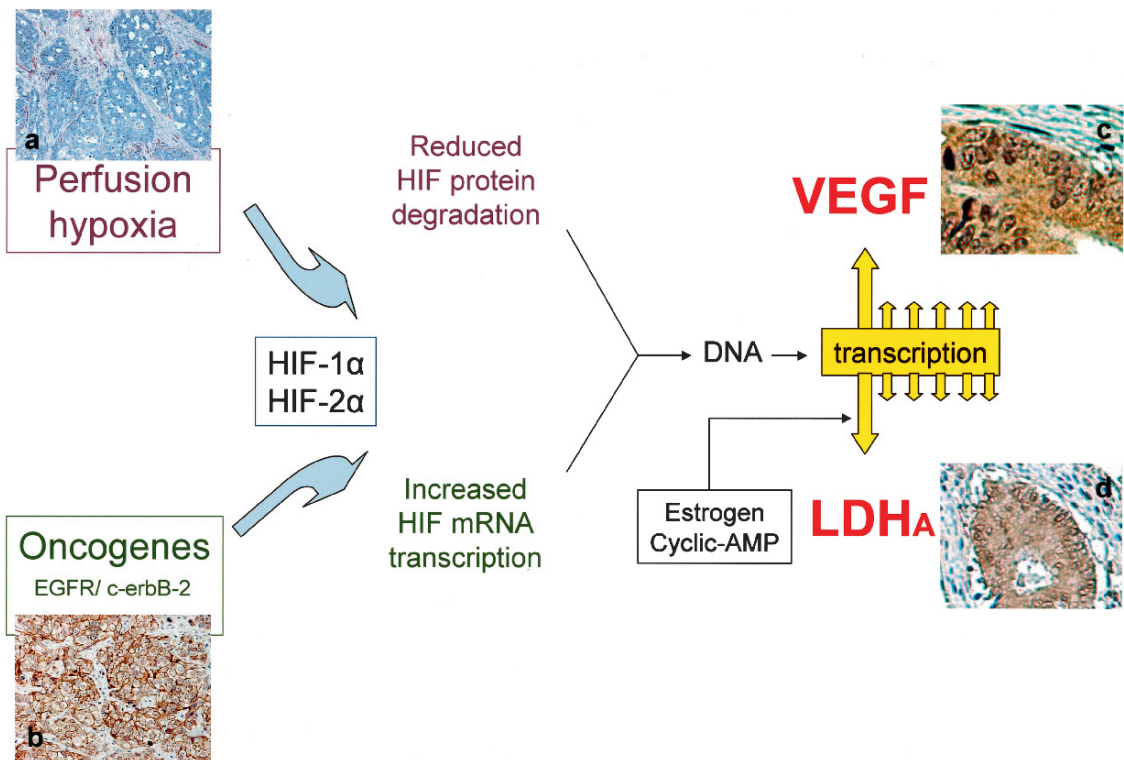 a
Perfusion
hypoxia
Reduced
HIF protein
degradation
HIF-1α
HIF-2α
Oncogenes
EGFR/ c-erbB-2
b
Increased
HIF mRNA
transcription
DNA
transcription
VEGF
c
Estrogen
Cyclic-AMP
LDHA
d